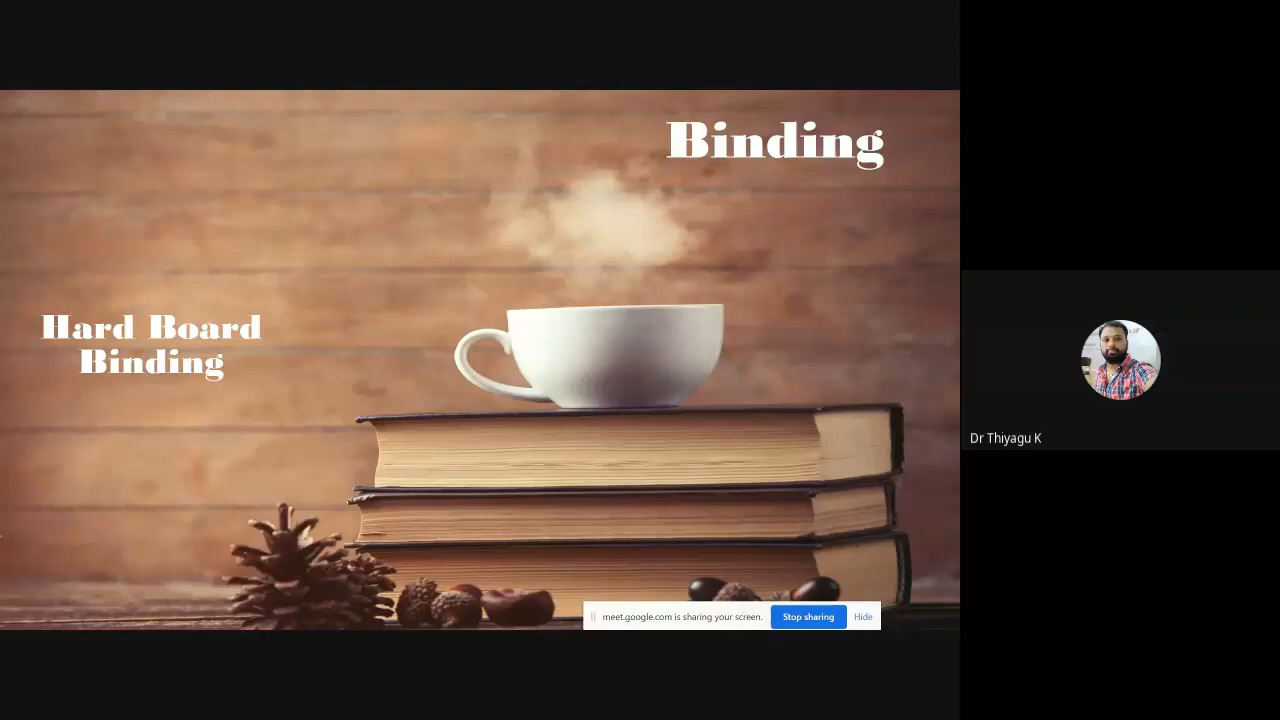 Binding
Hard Board
Binding
meet.google.com is sharing your screen.
Stop sharing
Hide
Dr Thiyagu K